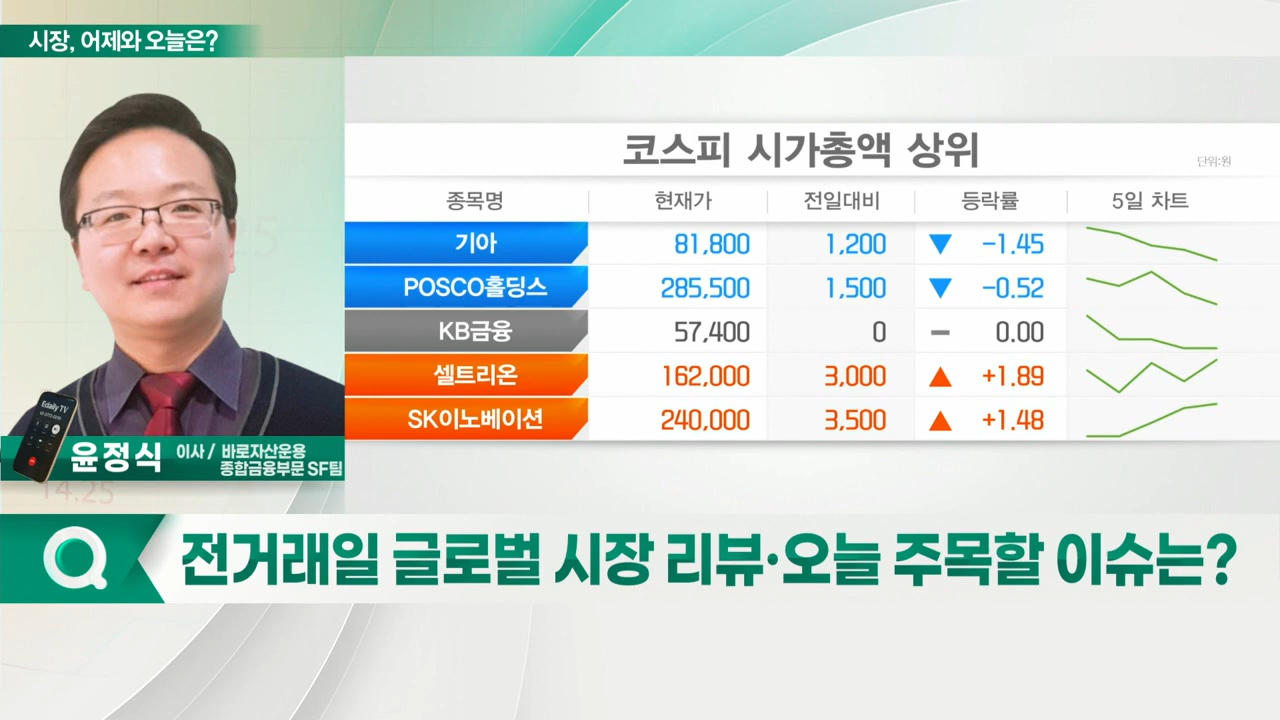 시장, 어제와 오늘은?
코스피 시가총액 상위
단위:원
종목명 현재가 전일대비 등락률 5일 차트
기아 81,800 1,200 ▼ -1.45
POSCO홀딩스 285,500 1,500 ▼ -0.52
KB금융 57,400 0 - 0.00
셀트리온 162,000 3,000 ▲ +1.89
SK이노베이션 240,000 3,500 ▲ +1.48
Edaily TV
윤정식 이사 / 바로자산운용
종합금융부문 SF팀
14.25
전거래일 글로벌 시장 리뷰·오늘 주목할 이슈는?